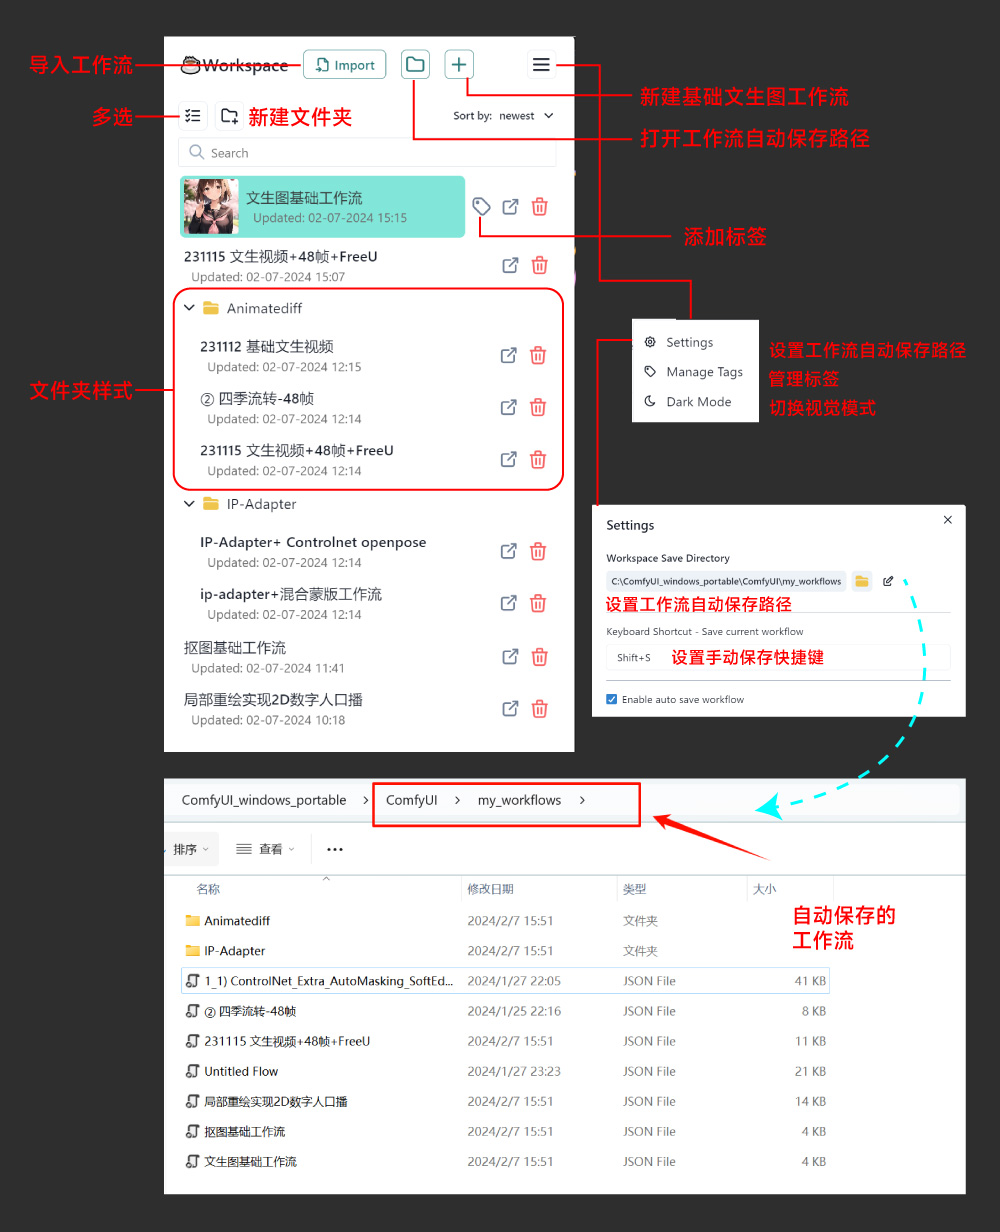 导入工作流
Workspace
Import
新建基础文生图工作流
多选
新建文件夹
Sort by: newest
打开工作流自动保存路径
Search
文生图基础工作流
Updated: 02-07-2024 15:15
添加标签
231115 文生视频+48帧+FreeU
Updated: 02-07-2024 15:07
Animatediff
231112 基础文生视频
Updated: 02-07-2024 12:15
文件夹样式
② 四季流转-48帧
Updated: 02-07-2024 12:14
231115 文生视频+48帧+FreeU
Updated: 02-07-2024 12:14
IP-Adapter
IP-Adapter+ Controlnet openpose
Updated: 02-07-2024 12:14
ip-adapter+混合蒙版工作流
Updated: 02-07-2024 12:14
抠图基础工作流
Updated: 02-07-2024 11:41
局部重绘实现2D数字人口播
Updated: 02-07-2024 10:18
Settings
设置工作流自动保存路径
Manage Tags
管理标签
Dark Mode
切换视觉模式
Settings
Workspace Save Directory
C:\ComfyUI_windows_portable\ComfyUI\my_workflows
设置工作流自动保存路径
Keyboard Shortcut - Save current workflow
Shift+S
设置手动保存快捷键
Enable auto save workflow
ComfyUI_windows_portable > ComfyUI > my_workflows >
排序
查看
名称 修改日期 类型 大小
自动保存的
工作流
Animatediff 2024/2/7 15:51 文件夹
IP-Adapter 2024/2/7 15:51 文件夹
1_1) ControlNet_Extra_AutoMasking_SoftEd... 2024/1/27 22:05 JSON File 41 KB
② 四季流转-48帧 2024/1/25 22:16 JSON File 8 KB
231115 文生视频+48帧+FreeU 2024/2/7 15:51 JSON File 11 KB
Untitled Flow 2024/1/27 23:23 JSON File 21 KB
局部重绘实现2D数字人口播 2024/2/7 15:51 JSON File 14 KB
抠图基础工作流 2024/2/7 15:51 JSON File 4 KB
文生图基础工作流 2024/2/7 15:51 JSON File 4 KB